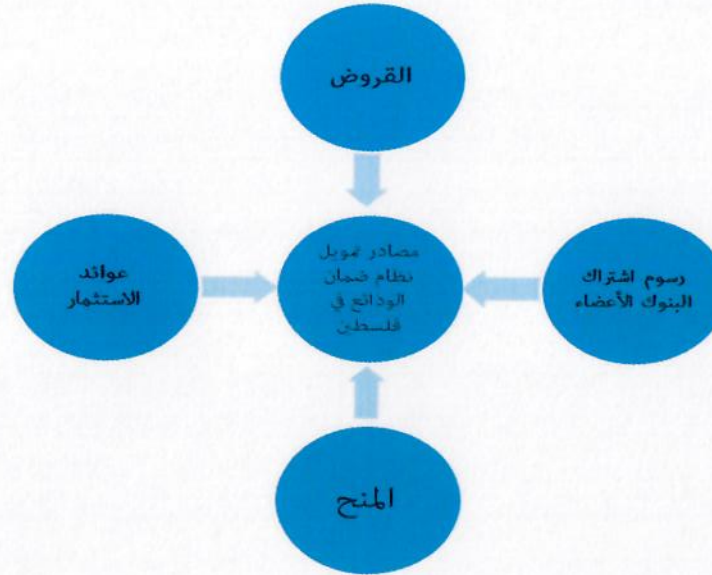 القروض
مصادر تمويل
نظام ضمان
الودائع في
فلسطين
رسوم اشتراك
البنوك الأعضاء
عوائد
الاستثمار
المنح